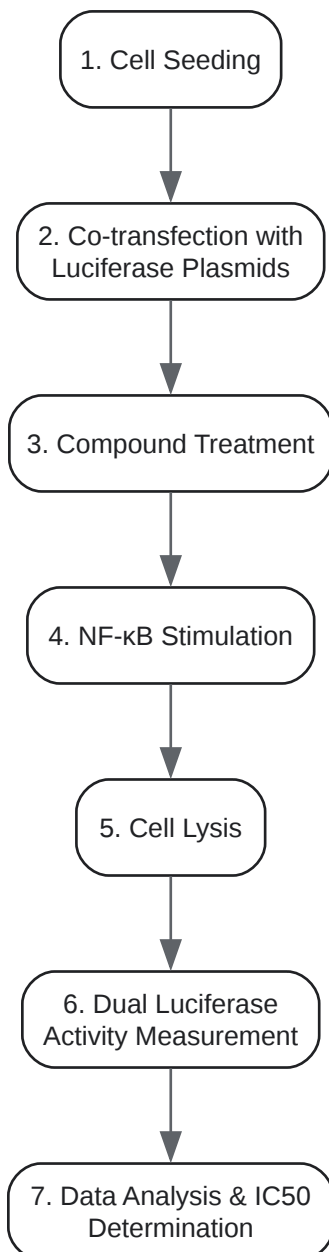 1. Cell Seeding
2. Co-transfection with
Luciferase Plasmids
3. Compound Treatment
4. NF-κB Stimulation
5. Cell Lysis
6. Dual Luciferase
Activity Measurement
7. Data Analysis & IC50
Determination